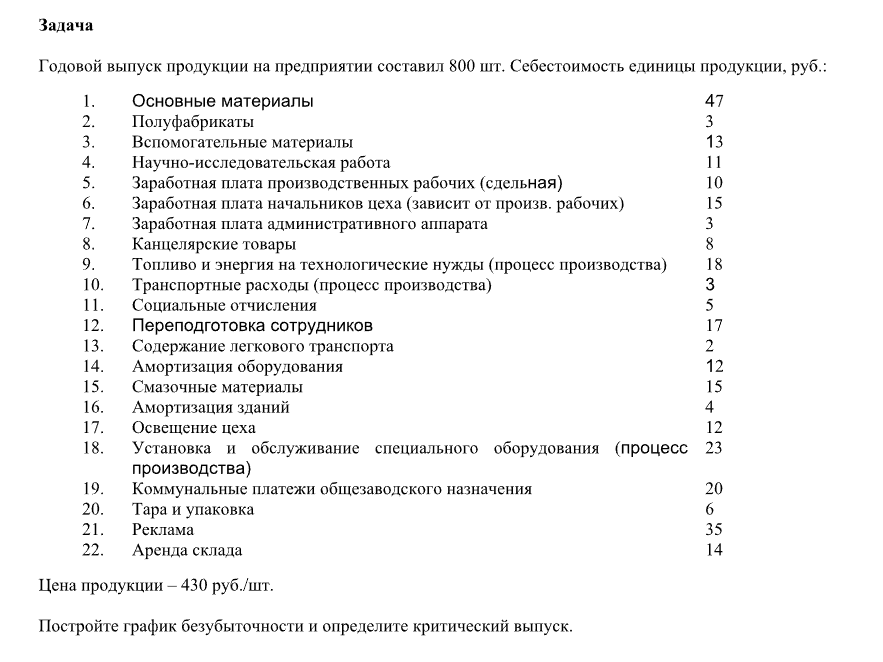 Задача
Годовой выпуск продукции на предприятии составил 800 шт. Себестоимость единицы продукции, руб.:
1. Основные материалы 47
2. Полуфабрикаты 3
3. Вспомогательные материалы 13
4. Научно-исследовательская работа 11
5. Заработная плата производственных рабочих (сдельная) 10
6. Заработная плата начальников цеха (зависит от произв. рабочих) 15
7. Заработная плата административного аппарата 3
8. Канцелярские товары 8
9. Топливо и энергия на технологические нужды (процесс производства) 18
10. Транспортные расходы (процесс производства) 3
11. Социальные отчисления 5
12. Переподготовка сотрудников 17
13. Содержание легкового транспорта 2
14. Амортизация оборудования 12
15. Смазочные материалы 15
16. Амортизация зданий 4
17. Освещение цеха 12
18. Установка и обслуживание специального оборудования (процесс 23
производства)
19. Коммунальные платежи общезаводского назначения 20
20. Тара и упаковка 6
21. Реклама 35
22. Аренда склада 14
Цена продукции – 430 руб./шт.
Постройте график безубыточности и определите критический выпуск.